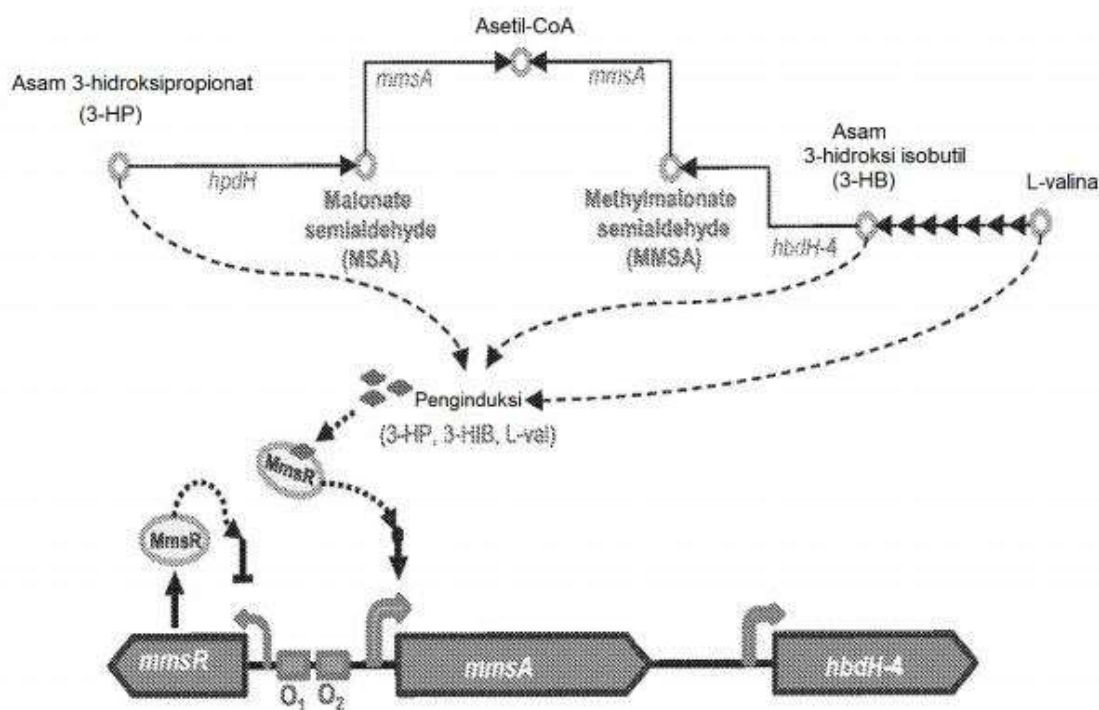 Asetil-CoA
mmsA
mmsA
Asam 3-hidroksipropionat
(3-HP)
hpdH
Malonate
semialdehyde
(MSA)
Methylmalonate
semialdehyde
(MMSA)
Asam
3-hidroksi isobutil
(3-HB)
L-valina
hbdH-4
Penginduksi
(3-HP, 3-HIB, L-val)
MmsR
MmsR
mmsR
O1
O2
mmsA
hbdH-4